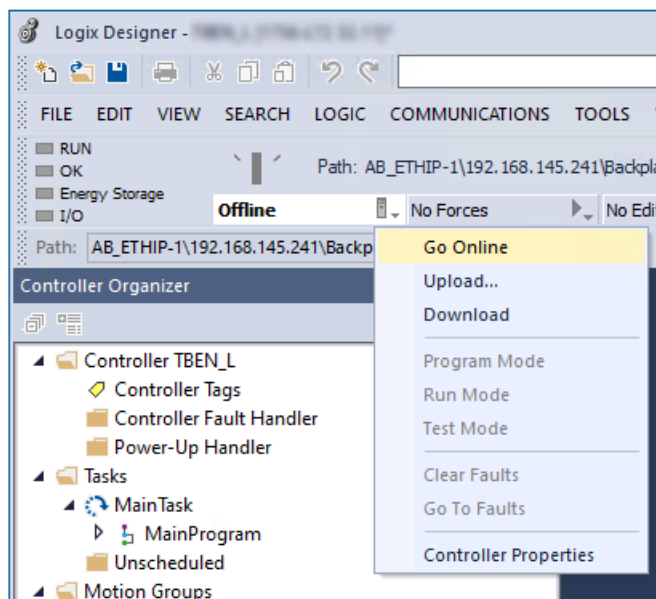 Logix Designer -
FILE EDIT VIEW SEARCH LOGIC COMMUNICATIONS TOOLS
RUN
OK
Energy Storage
I/O
Path: AB_ETHIP-1\192.168.145.241\Backpla
Offline
No Forces
No Edi
Path: AB_ETHIP-1\192.168.145.241\Backp
Go Online
Upload...
Download
Program Mode
Run Mode
Test Mode
Clear Faults
Go To Faults
Controller Properties
Controller Organizer
Controller TBEN_L
Controller Tags
Controller Fault Handler
Power-Up Handler
Tasks
MainTask
MainProgram
Unscheduled
Motion Groups